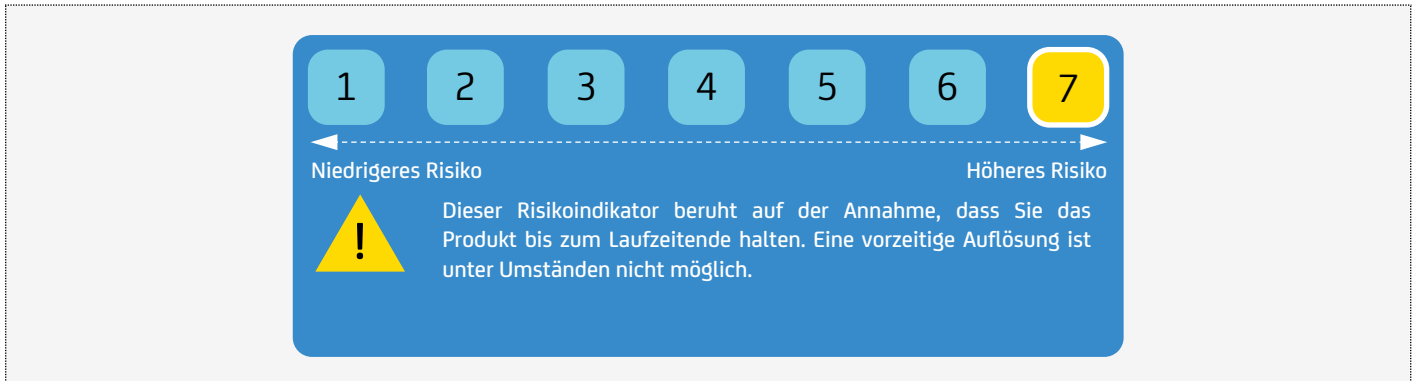 1 2 3 4 5 6 7
Niedrigeres Risiko Höheres Risiko
!
Dieser Risikoindikator beruht auf der Annahme, dass Sie das
Produkt bis zum Laufzeitende halten. Eine vorzeitige Auflösung ist
unter Umständen nicht möglich.